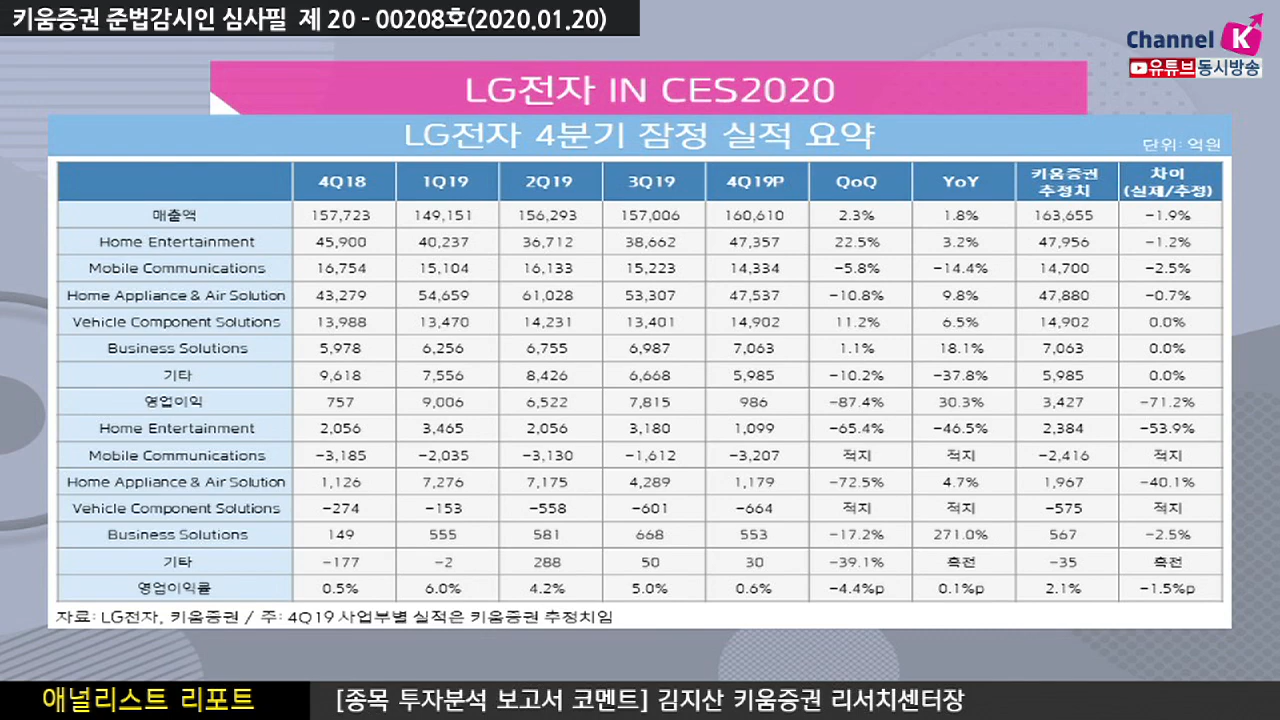 키움증권 준법감시인 심사필 제 20 - 00208호(2020.01.20)
Channel K
유튜브 동시방송
LG전자 IN CES2020
LG전자 4분기 잠정 실적 요약
단위: 억원
4Q18 1Q19 2Q19 3Q19 4Q19P QoQ YoY 키움증권 추정치 차이 (실제/추정)
매출액 157,723 149,151 156,293 157,006 160,610 2.3% 1.8% 163,655 -1.9%
Home Entertainment 45,900 40,237 36,712 38,662 47,357 22.5% 3.2% 47,956 -1.2%
Mobile Communications 16,754 15,104 16,133 15,223 14,334 -5.8% -14.4% 14,700 -2.5%
Home Appliance & Air Solution 43,279 54,659 61,028 53,307 47,537 -10.8% 9.8% 47,880 -0.7%
Vehicle Component Solutions 13,988 13,470 14,231 13,401 14,902 11.2% 6.5% 14,902 0.0%
Business Solutions 5,978 6,256 6,755 6,987 7,063 1.1% 18.1% 7,063 0.0%
기타 9,618 7,556 8,426 6,668 5,985 -10.2% -37.8% 5,985 0.0%
영업이익 757 9,006 6,522 7,815 986 -87.4% 30.3% 3,427 -71.2%
Home Entertainment 2,056 3,465 2,056 3,180 1,099 -65.4% -46.5% 2,384 -53.9%
Mobile Communications -3,185 -2,035 -3,130 -1,612 -3,207 적지 적지 -2,416 적지
Home Appliance & Air Solution 1,126 7,276 7,175 4,289 1,179 -72.5% 4.7% 1,967 -40.1%
Vehicle Component Solutions -274 -153 -558 -601 -664 적지 적지 -575 적지
Business Solutions 149 555 581 668 553 -17.2% 271.0% 567 -2.5%
기타 -177 -2 288 50 30 -39.1% 흑전 -35 흑전
영업이익률 0.5% 6.0% 4.2% 5.0% 0.6% -4.4%p 0.1%p 2.1% -1.5%p
자료: LG전자, 키움증권 / 주: 4Q19 사업부별 실적은 키움증권 추정치임
애널리스트 리포트
[종목 투자분석 보고서 코멘트] 김지산 키움증권 리서치센터장